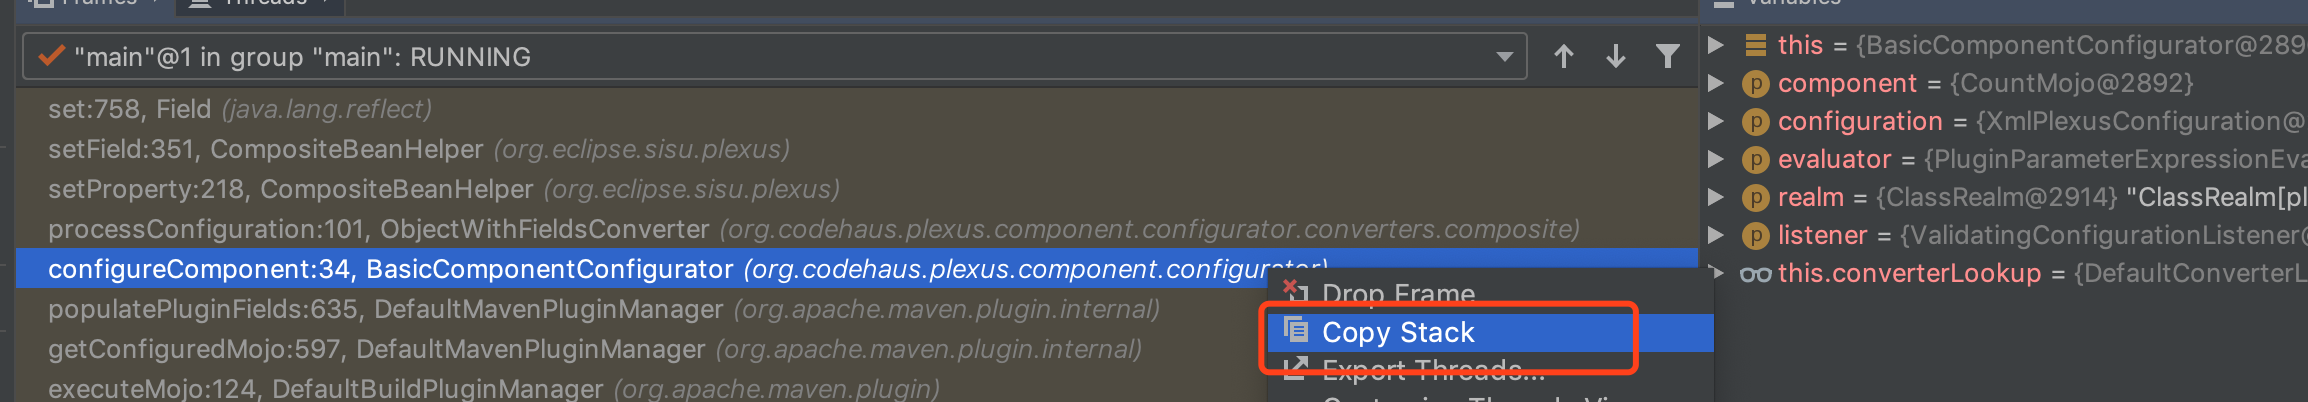 Frames
Threads
Variables
"main"@1 in group "main": RUNNING
set:758, Field (java.lang.reflect)
setField:351, CompositeBeanHelper (org.eclipse.sisu.plexus)
setProperty:218, CompositeBeanHelper (org.eclipse.sisu.plexus)
processConfiguration:101, ObjectWithFieldsConverter (org.codehaus.plexus.component.configurator.converters.composite)
configureComponent:34, BasicComponentConfigurator (org.codehaus.plexus.component.configurator)
populatePluginFields:635, DefaultMavenPluginManager (org.apache.maven.plugin.internal)
getConfiguredMojo:597, DefaultMavenPluginManager (org.apache.maven.plugin.internal)
executeMojo:124, DefaultBuildPluginManager (org.apache.maven.plugin)
Drop Frame
Copy Stack
Export Threads...
this = {BasicComponentConfigurator@289
p component = {CountMojo@2892}
p configuration = {XmlPlexusConfiguration@
p evaluator = {PluginParameterExpressionEva
p realm = {ClassRealm@2914} "ClassRealm[pl
p listener = {ValidatingConfigurationListener@
this.converterLookup = {DefaultConverterL